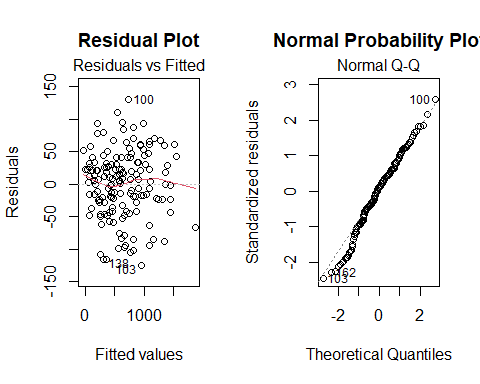 Residual Plot
Residuals vs Fitted
Residuals
150
50
0
-50
-150
100
138
103
0
1000
Fitted values
Normal Probability Plo
Normal Q-Q
Standardized residuals
3
2
1
0
-1
-2
100
162
103
-2
0
2
Theoretical Quantiles